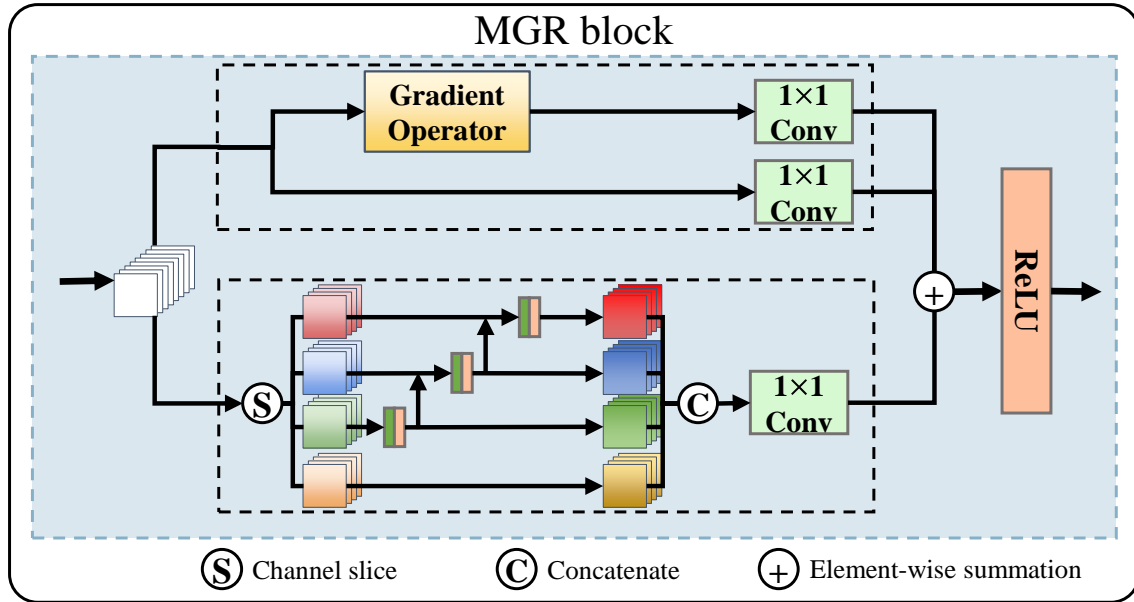 MGR block
Gradient
Operator
1×1
Conv
1×1
Conv
ReLU
S
C
+
1×1
Conv
S Channel slice
C Concatenate
+ Element-wise summation